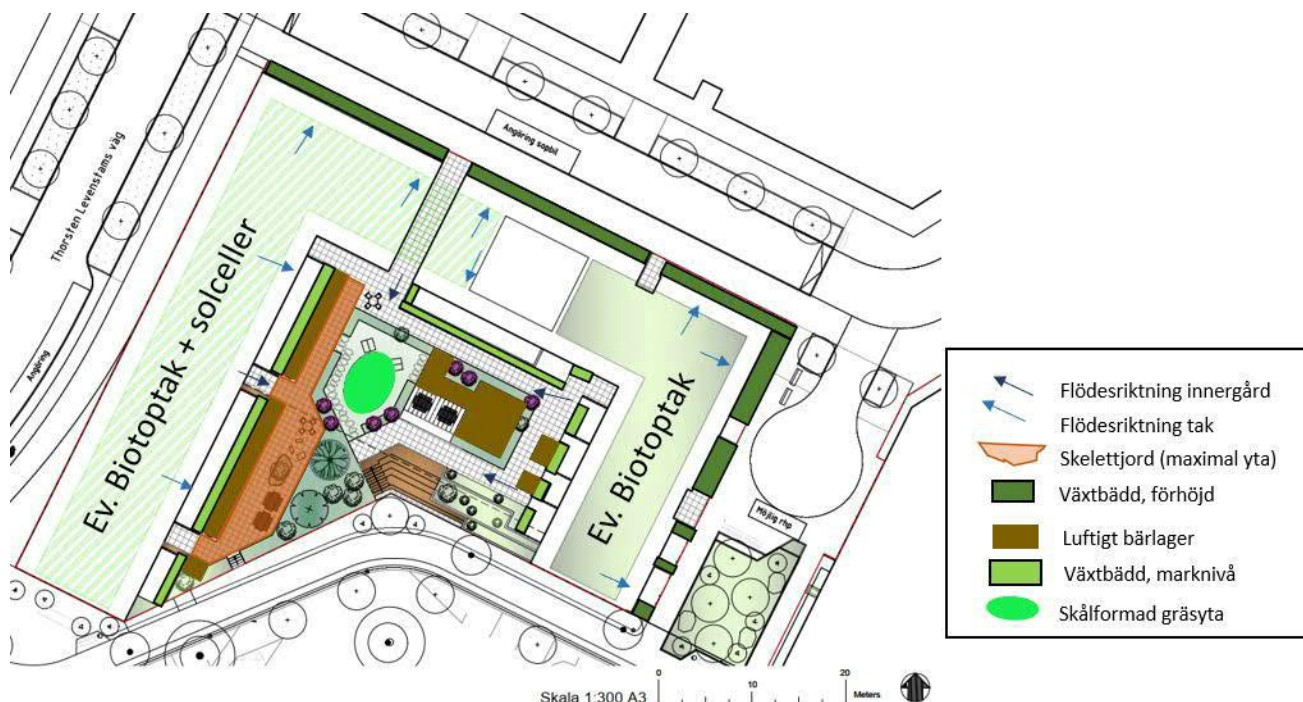 Thorsten Levenstams väg
Angöring sopbil
Angöring
Ev. Biotoptak + solceller
Ev. Biotoptak
Möjlig rhp
Flödesriktning innergård
Flödesriktning tak
Skelettjord (maximal yta)
Växtbädd, förhöjd
Luftigt bärlager
Växtbädd, marknivå
Skålformad gräsyta
Skala 1:300 A3
0 10 20
Meters